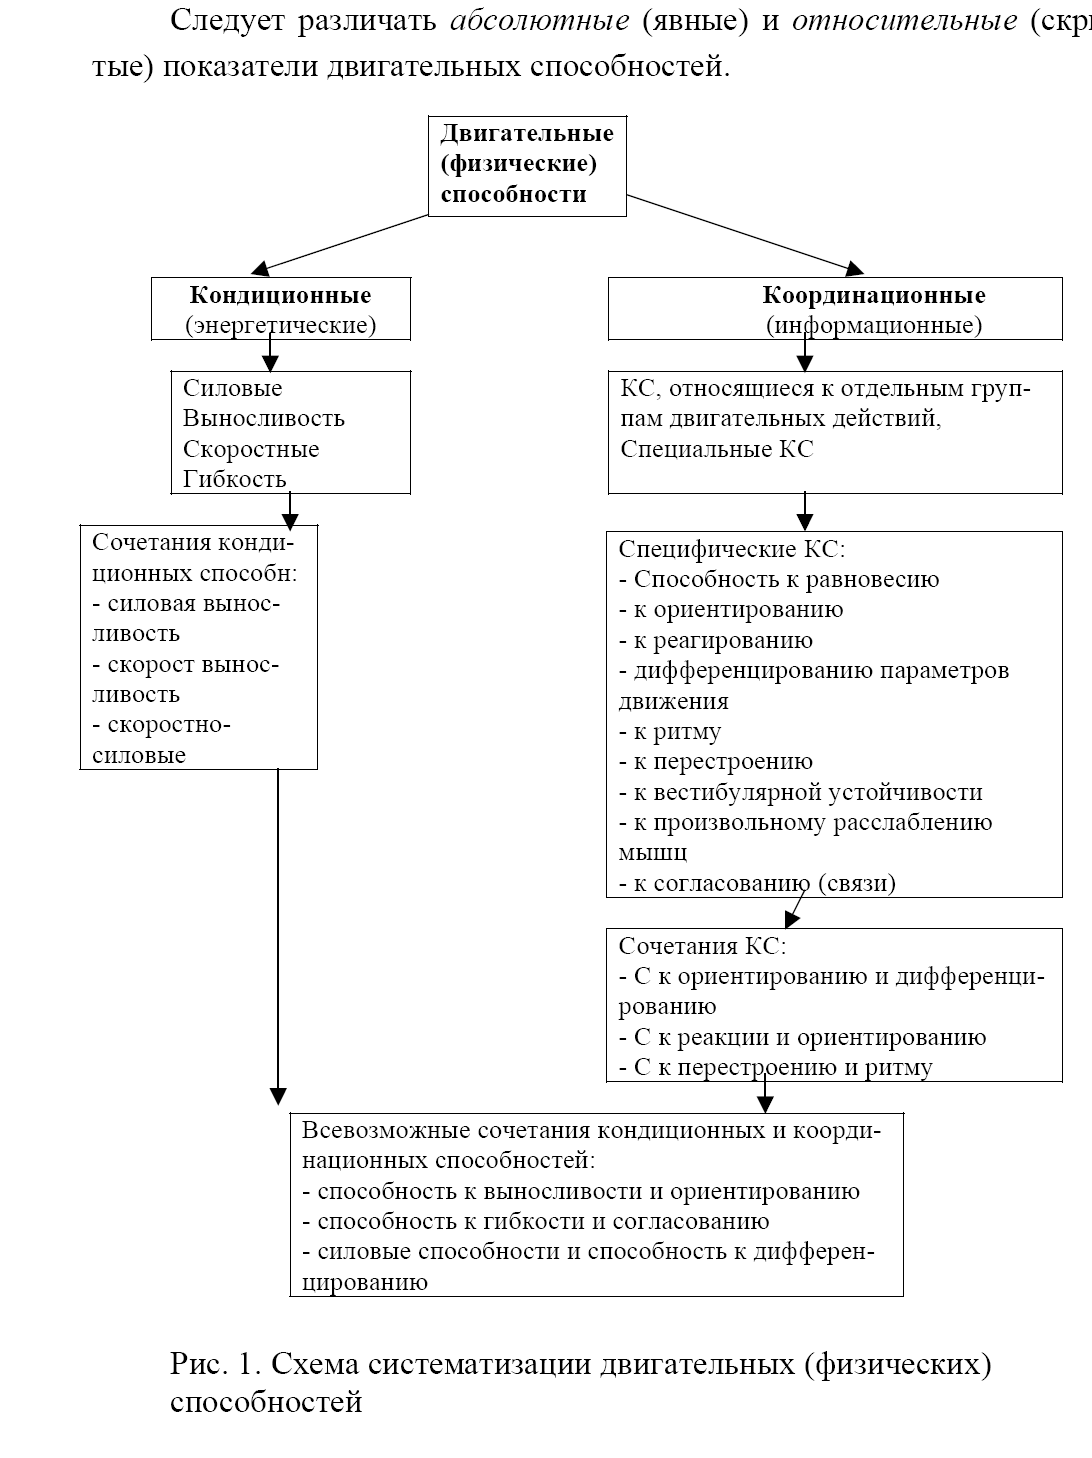 Следует различать абсолютные (явные) и относительные (скры
тые) показатели двигательных способностей.
Двигательные
(физические)
способности
Кондиционные
(энергетические)
Координационные
(информационные)
Силовые
Выносливость
Скоростные
Гибкость
КС, относящиеся к отдельным груп-
пам двигательных действий,
Специальные КС
Сочетания конди-
ционных способн:
- силовая вынос-
ливость
- скорост вынос-
ливость
- скоростно-
силовые
Специфические КС:
- Способность к равновесию
- к ориентированию
- к реагированию
- дифференцированию параметров
движения
- к ритму
- к перестроению
- к вестибулярной устойчивости
- к произвольному расслаблению
мышц
- к согласованию (связи)
Сочетания КС:
- С к ориентированию и дифференци-
рованию
- С к реакции и ориентированию
- С к перестроению и ритму
Всевозможные сочетания кондиционных и коорди-
национных способностей:
- способность к выносливости и ориентированию
- способность к гибкости и согласованию
- силовые способности и способность к дифферен-
цированию
Рис. 1. Схема систематизации двигательных (физических)
способностей